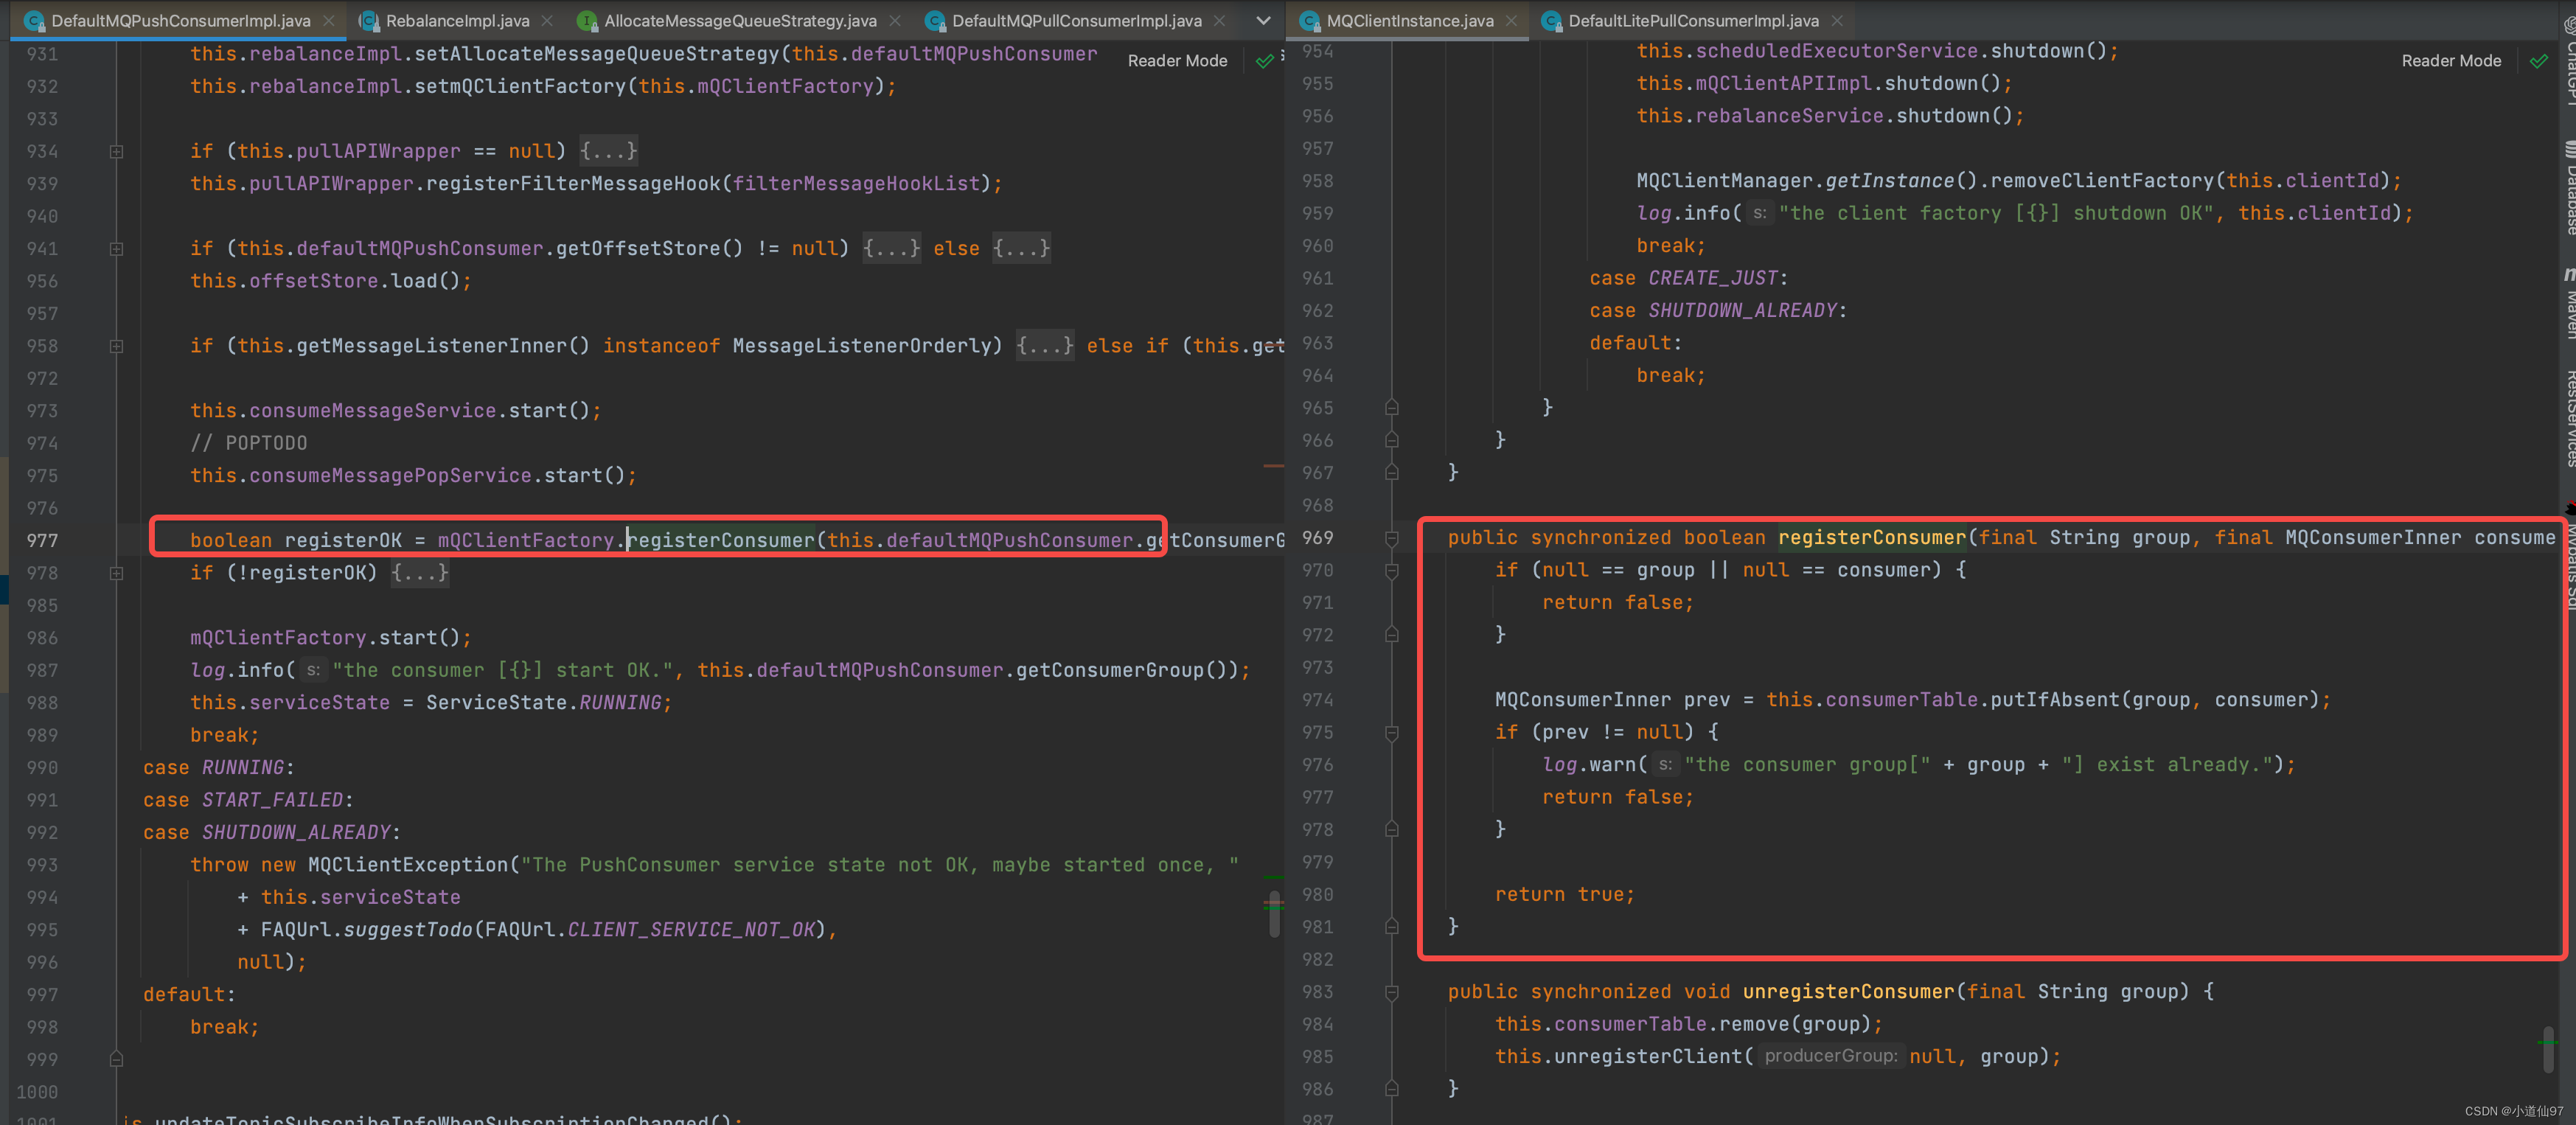 DefaultMQPushConsumerImpl.java
RebalanceImpl.java
AllocateMessageQueueStrategy.java
DefaultMQPullConsumerImpl.java
931 this.rebalanceImpl.setAllocateMessageQueueStrategy(this.defaultMQPushConsumer
Reader Mode
932 this.rebalanceImpl.setmQClientFactory(this.mQClientFactory);
933
934 if (this.pullAPIWrapper == null) {...}
939 this.pullAPIWrapper.registerFilterMessageHook(filterMessageHookList);
940
941 if (this.defaultMQPushConsumer.getOffsetStore() != null) {...} else {...}
956 this.offsetStore.load();
957
958 if (this.getMessageListenerInner() instanceof MessageListenerOrderly) {...} else if (this.get
972
973 this.consumeMessageService.start();
974 // POPTODO
975 this.consumeMessagePopService.start();
976
977 boolean registerOK = mQClientFactory.registerConsumer(this.defaultMQPushConsumer.getConsumerG
978 if (!registerOK) {...}
985
986 mQClientFactory.start();
987 log.info( s: "the consumer [{}] start OK.", this.defaultMQPushConsumer.getConsumerGroup());
988 this.serviceState = ServiceState.RUNNING;
989 break;
990 case RUNNING:
991 case START_FAILED:
992 case SHUTDOWN_ALREADY:
993 throw new MQClientException("The PushConsumer service state not OK, maybe started once, "
994 + this.serviceState
995 + FAQUrl.suggestTodo(FAQUrl.CLIENT_SERVICE_NOT_OK),
996 null);
997 default:
998 break;
999
1000
1001 is.updateTopicSubscribeInfoWhenSubscriptionChanged();
MQClientInstance.java
DefaultLitePullConsumerImpl.java
954 this.scheduledExecutorService.shutdown();
Reader Mode
955 this.mQClientAPIImpl.shutdown();
956 this.rebalanceService.shutdown();
957
958 MQClientManager.getInstance().removeClientFactory(this.clientId);
959 log.info( s: "the client factory [{}] shutdown OK", this.clientId);
960 break;
961 case CREATE_JUST:
962 case SHUTDOWN_ALREADY:
963 default:
964 break;
965 }
966 }
967 }
968
969 public synchronized boolean registerConsumer(final String group, final MQConsumerInner consume
970 if (null == group || null == consumer) {
971 return false;
972 }
973
974 MQConsumerInner prev = this.consumerTable.putIfAbsent(group, consumer);
975 if (prev != null) {
976 log.warn( s: "the consumer group[" + group + "] exist already.");
977 return false;
978 }
979
980 return true;
981 }
982
983 public synchronized void unregisterConsumer(final String group) {
984 this.consumerTable.remove(group);
985 this.unregisterClient( producerGroup: null, group);
986 }
987
ChatGPT
Database
Maven
RestServices
CSDN @小道仙97